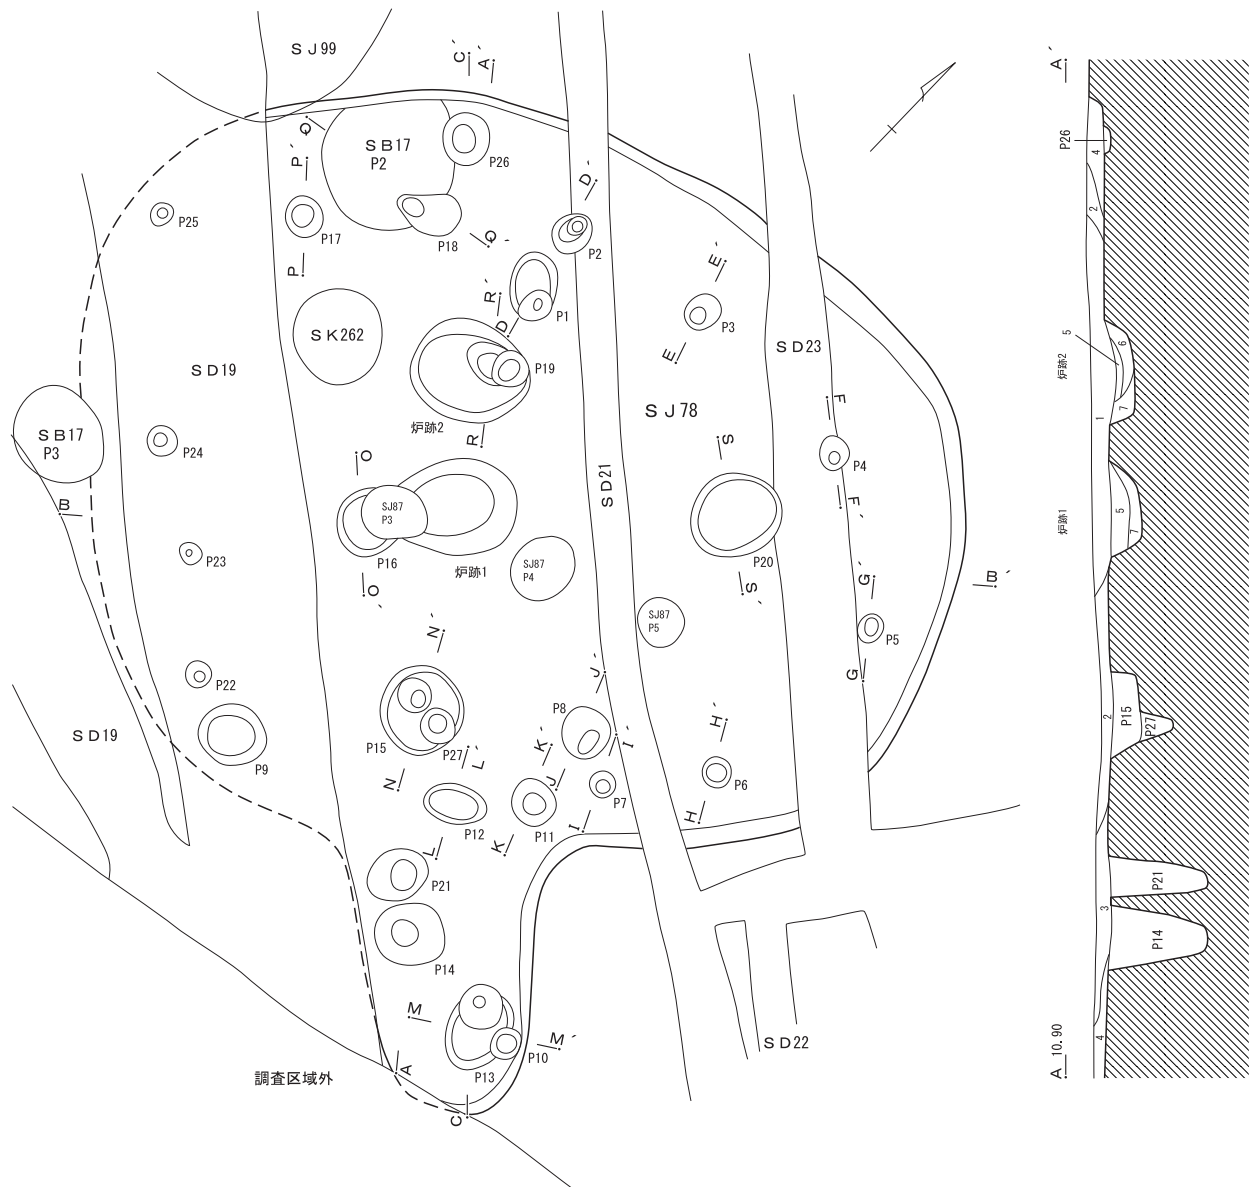 SJ99
C´
A´
A´
Q
SB17
P2
P26
P26
4
P´
D´
2
P25
P17
P18
Q´
P2
P
E´
R´
P1
D
P3
SK262
5
6
SD23
E
炉跡2
P19
SD19
7
1
F
SJ78
炉跡2
R
SB17
P3
P24
O
S
P4
SD21
B
SJ87
P3
F´
5
炉跡1
7
P23
P16
炉跡1
SJ87
P4
P20
O´
S´
G´
B´
SJ87
P5
N´
P5
J´
G
P22
P8
H´
I´
2
P15
P27
SD19
K´
P15
P27
L´
P9
N
J
P7
P6
P12
P11
I
H
L
K
P21
P21
3
P14
P14
M
M´
SD22
10.90
4
P10
P13
A
A
調査区域外
C